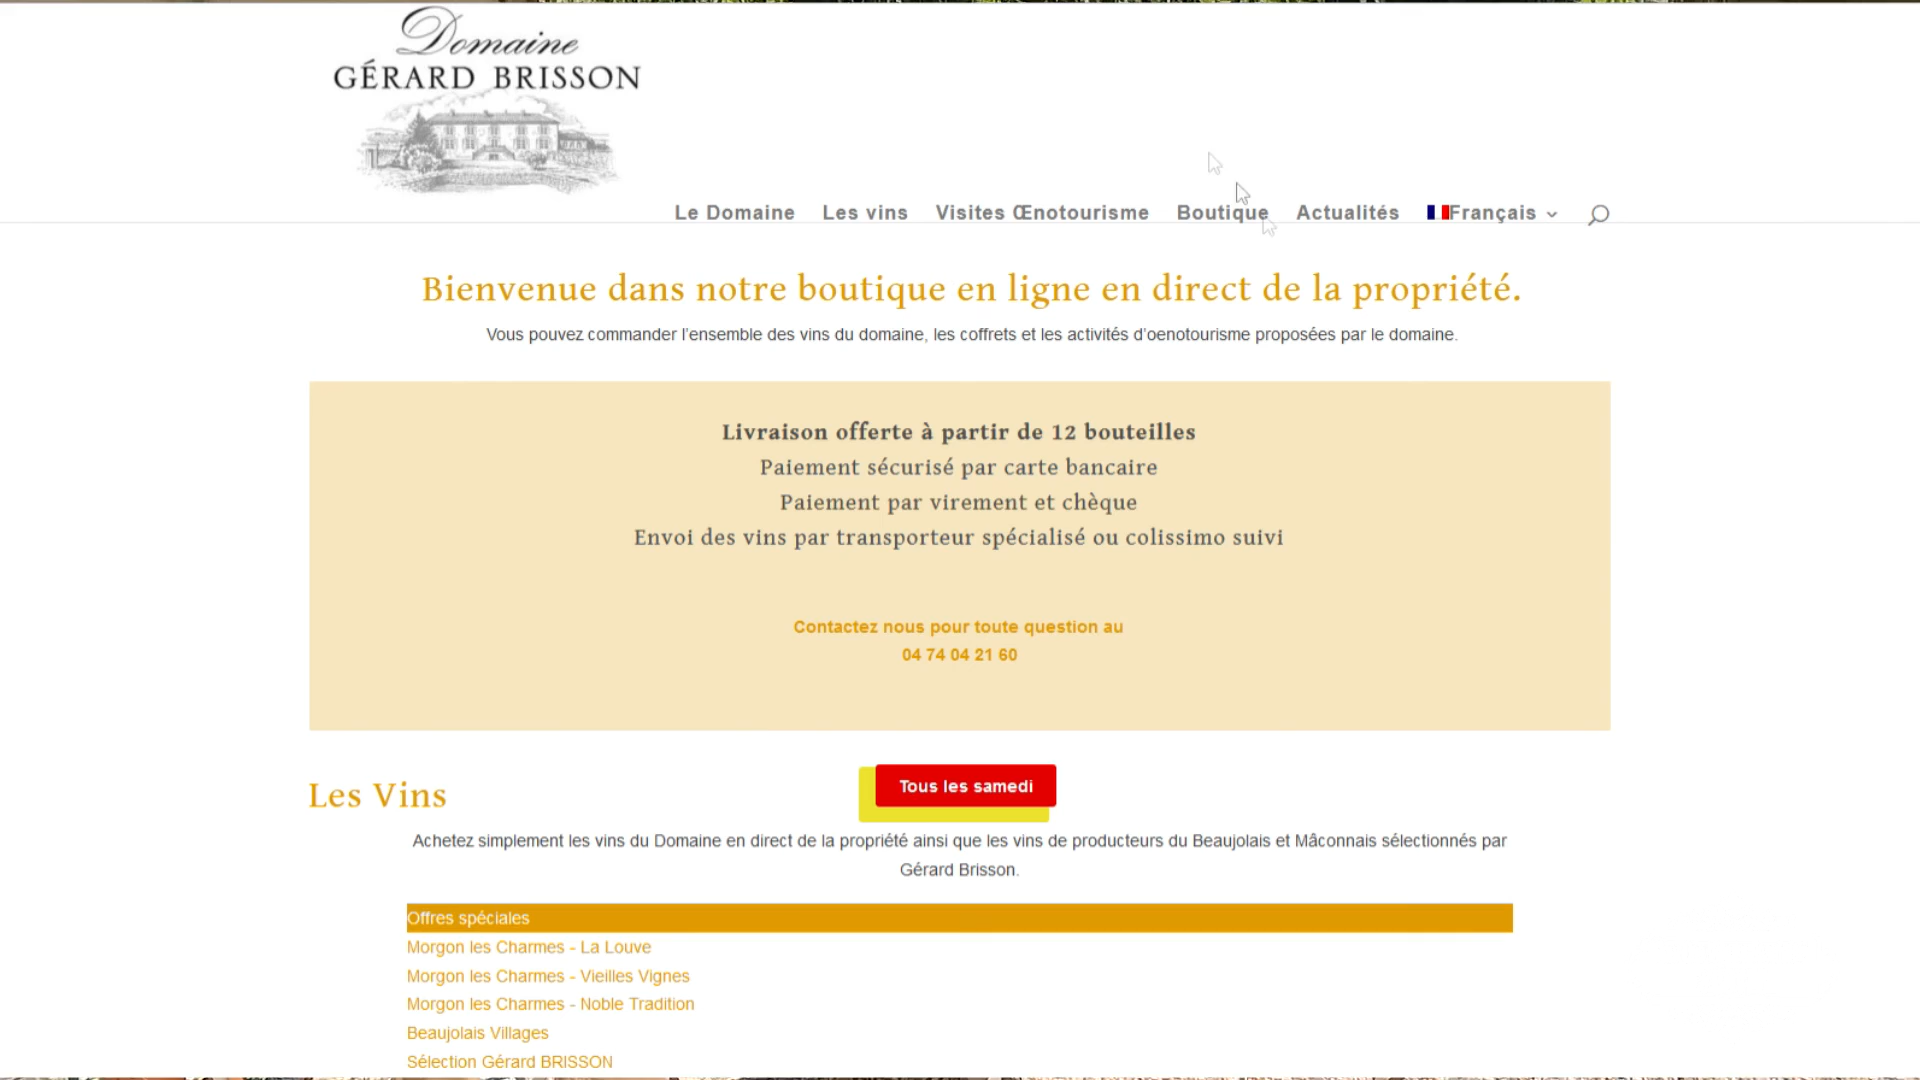 Domaine
GÉRARD BRISSON
Le Domaine Les vins Visites Œnotourisme Boutique Actualités Français
Bienvenue dans notre boutique en ligne en direct de la propriété.
Vous pouvez commander l’ensemble des vins du domaine, les coffrets et les activités d’oenotourisme proposées par le domaine.
Livraison offerte à partir de 12 bouteilles
Paiement sécurisé par carte bancaire
Paiement par virement et chèque
Envoi des vins par transporteur spécialisé ou colissimo suivi
Contactez nous pour toute question au
04 74 04 21 60
Les Vins
Tous les samedi
Achetez simplement les vins du Domaine en direct de la propriété ainsi que les vins de producteurs du Beaujolais et Mâconnais sélectionnés par
Gérard Brisson.
Offres spéciales
Morgon les Charmes - La Louve
Morgon les Charmes - Vieilles Vignes
Morgon les Charmes - Noble Tradition
Beaujolais Villages
Sélection Gérard BRISSON